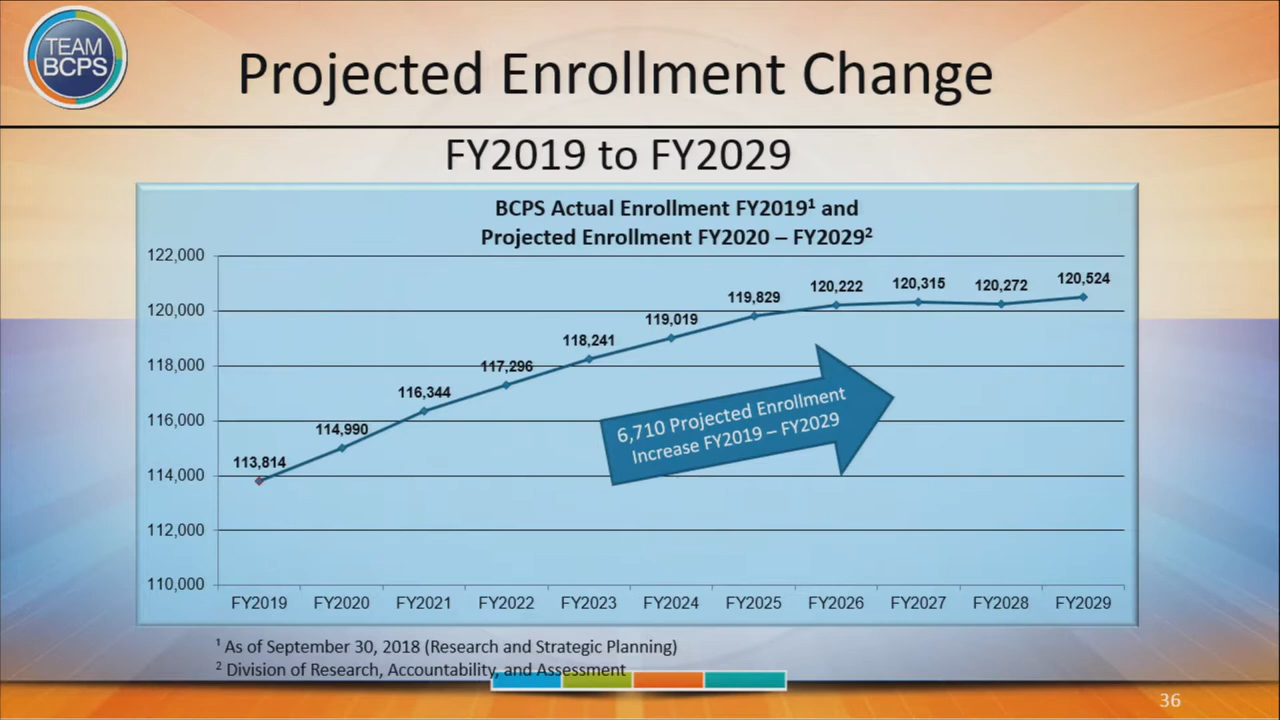 TEAM
BCPS
Projected Enrollment Change
FY2019 to FY2029
BCPS Actual Enrollment FY2019¹ and
Projected Enrollment FY2020 – FY2029²
122,000
120,000
118,000
116,000
114,000
112,000
110,000
113,814
114,990
116,344
117,296
118,241
119,019
119,829
120,222
120,315
120,272
120,524
6,710 Projected Enrollment
Increase FY2019 – FY2029
FY2019 FY2020 FY2021 FY2022 FY2023 FY2024 FY2025 FY2026 FY2027 FY2028 FY2029
¹ As of September 30, 2018 (Research and Strategic Planning)
² Division of Research, Accountability, and Assessment
36